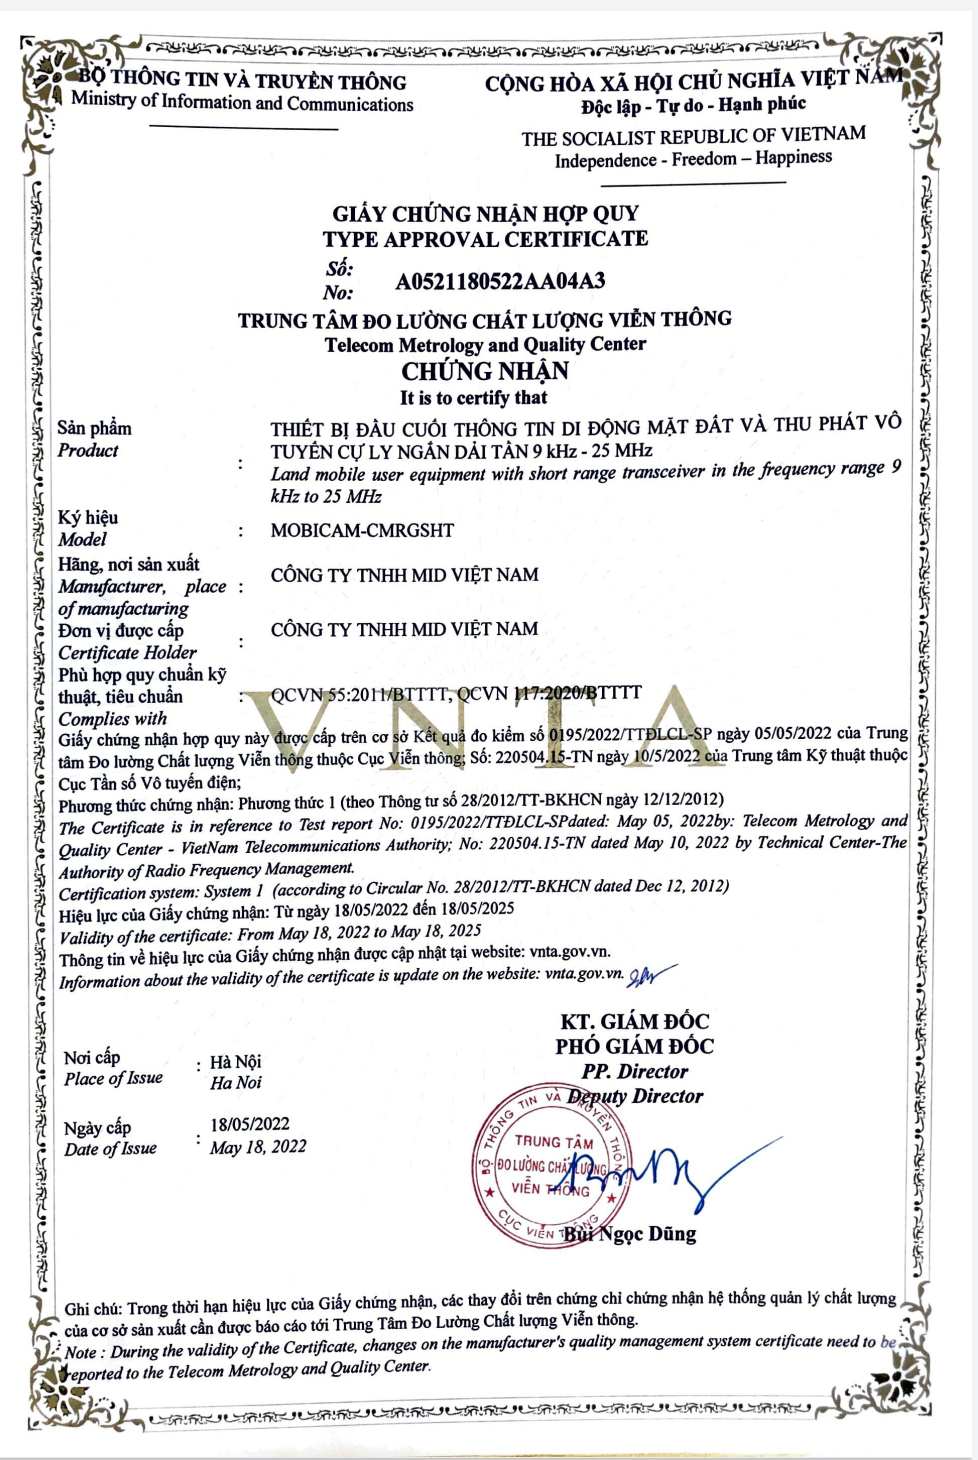 BỘ THÔNG TIN VÀ TRUYỀN THÔNG
Ministry of Information and Communications
CỘNG HÒA XÃ HỘI CHỦ NGHĨA VIỆT NAM
Độc lập - Tự do - Hạnh phúc
THE SOCIALIST REPUBLIC OF VIETNAM
Independence - Freedom – Happiness
GIẤY CHỨNG NHẬN HỢP QUY
TYPE APPROVAL CERTIFICATE
Số:
No:
A0521180522AA04A3
TRUNG TÂM ĐO LƯỜNG CHẤT LƯỢNG VIỄN THÔNG
Telecom Metrology and Quality Center
CHỨNG NHẬN
It is to certify that
Sản phẩm
Product
:
THIẾT BỊ ĐẦU CUỐI THÔNG TIN DI ĐỘNG MẶT ĐẤT VÀ THU PHÁT VÔ
TUYẾN CỰ LY NGẮN DẢI TẦN 9 kHz - 25 MHz
Land mobile user equipment with short range transceiver in the frequency range 9
kHz to 25 MHz
Ký hiệu
Model
:
MOBICAM-CMRGSHT
Hãng, nơi sản xuất
Manufacturer, place :
of manufacturing
CÔNG TY TNHH MID VIỆT NAM
Đơn vị được cấp
Certificate Holder
:
CÔNG TY TNHH MID VIỆT NAM
Phù hợp quy chuẩn kỹ
thuật, tiêu chuẩn
Complies with
:
QCVN 55:2011/BTTTT, QCVN 117:2020/BTTTT
VNTA
Giấy chứng nhận hợp quy này được cấp trên cơ sở Kết quả đo kiểm số 0195/2022/TTĐLCL-SP ngày 05/05/2022 của Trung
tâm Đo lường Chất lượng Viễn thông thuộc Cục Viễn thông; Số: 220504.15-TN ngày 10/5/2022 của Trung tâm Kỹ thuật thuộc
Cục Tần số Vô tuyến điện;
Phương thức chứng nhận: Phương thức 1 (theo Thông tư số 28/2012/TT-BKHCN ngày 12/12/2012)
The Certificate is in reference to Test report No: 0195/2022/TTĐLCL-SPdated: May 05, 2022by: Telecom Metrology and
Quality Center - VietNam Telecommunications Authority; No: 220504.15-TN dated May 10, 2022 by Technical Center-The
Authority of Radio Frequency Management.
Certification system: System 1 (according to Circular No. 28/2012/TT-BKHCN dated Dec 12, 2012)
Hiệu lực của Giấy chứng nhận: Từ ngày 18/05/2022 đến 18/05/2025
Validity of the certificate: From May 18, 2022 to May 18, 2025
Thông tin về hiệu lực của Giấy chứng nhận được cập nhật tại website: vnta.gov.vn.
Information about the validity of the certificate is update on the website: vnta.gov.vn.
KT. GIÁM ĐỐC
PHÓ GIÁM ĐỐC
PP. Director
Deputy Director
Nơi cấp
Place of Issue
:
Hà Nội
Ha Noi
Ngày cấp
Date of Issue
:
18/05/2022
May 18, 2022
BỘ THÔNG TIN VÀ TRUYỀN THÔNG
TRUNG TÂM
ĐO LƯỜNG CHẤT LƯỢNG
VIỄN THÔNG
CỤC VIỄN THÔNG
Bùi Ngọc Dũng
Ghi chú: Trong thời hạn hiệu lực của Giấy chứng nhận, các thay đổi trên chứng chỉ chứng nhận hệ thống quản lý chất lượng
của cơ sở sản xuất cần được báo cáo tới Trung Tâm Đo Lường Chất lượng Viễn thông.
Note : During the validity of the Certificate, changes on the manufacturer's quality management system certificate need to be
reported to the Telecom Metrology and Quality Center.